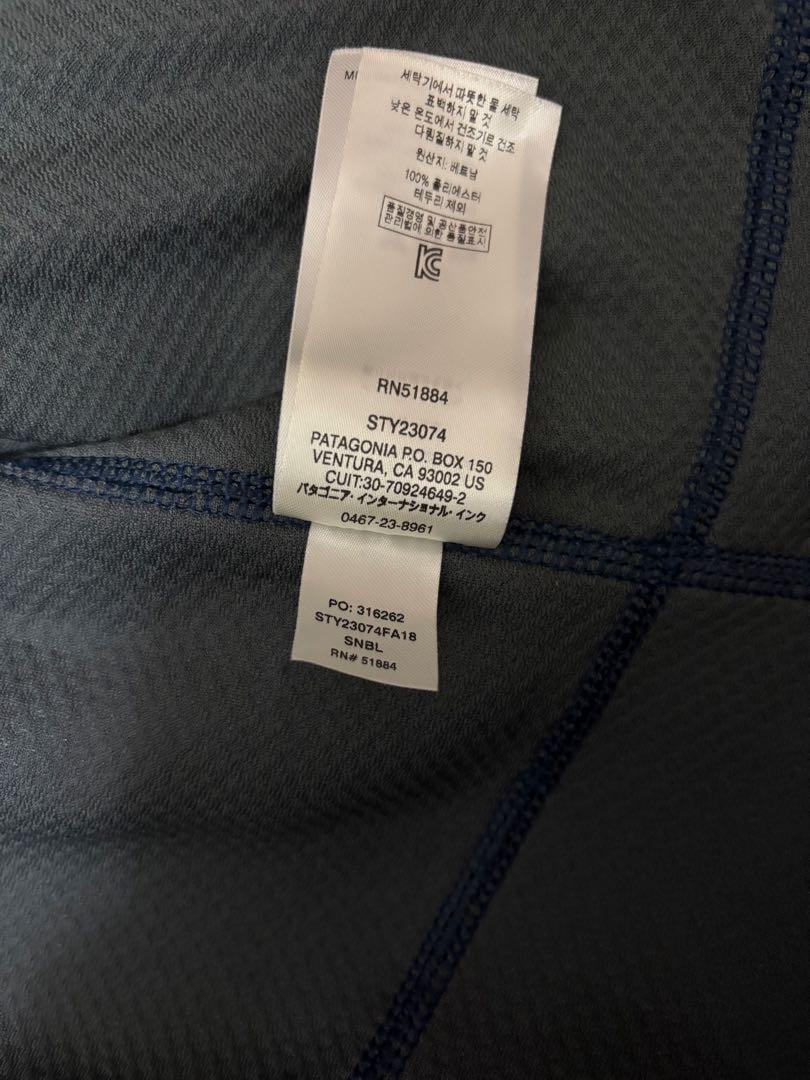 세탁기에서 따뜻한 물 세탁
표백하지 말 것
낮은 온도에서 건조기로 건조
다림질하지 말 것
원산지: 베트남
100% 폴리에스터
테두리 제외
품질경영 및 공산품안전
관리법에 의한 품질표시
RN51884
STY23074
PATAGONIA P.O. BOX 150
VENTURA, CA 93002 US
CUIT:30-70924649-2
パタゴニア・インターナショナル・インク
0467-23-8961
PO: 316262
STY23074FA18
SNBL
RN# 51884